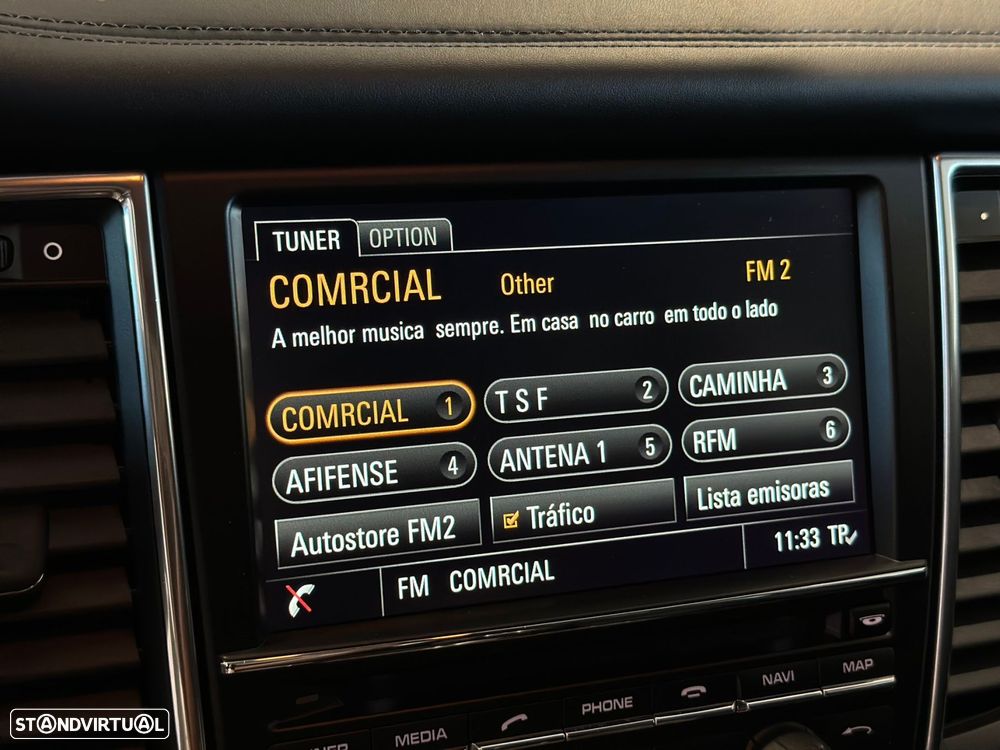 TUNER OPTION
COMRCIAL Other FM 2
A melhor musica sempre. Em casa no carro em todo o lado
COMRCIAL 1 T S F 2 CAMINHA 3
AFIFENSE 4 ANTENA 1 5 RFM 6
Autostore FM2 Tráfico Lista emisoras
FM COMRCIAL 11:33 TP
TUNER MEDIA PHONE NAVI MAP
STANDVIRTUAL